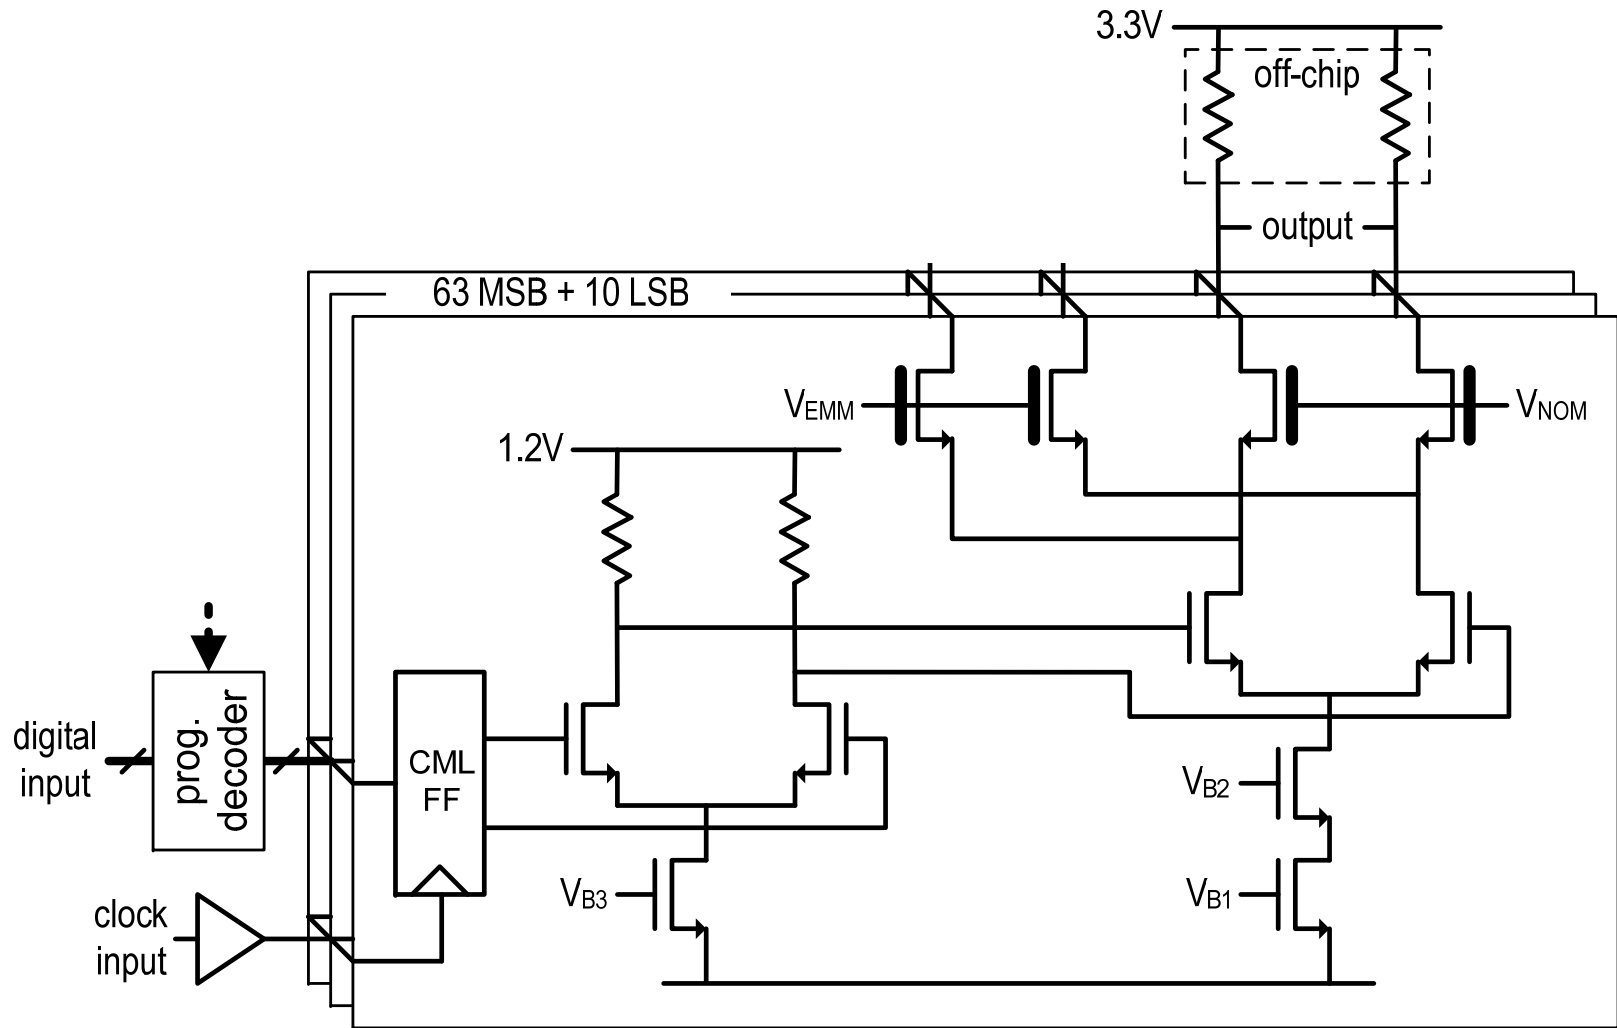 3.3V
off-chip
output
63 MSB + 10 LSB
VEMM
VNOM
1.2V
digital
input
prog.
decoder
CML
FF
VB2
VB3
VB1
clock
input